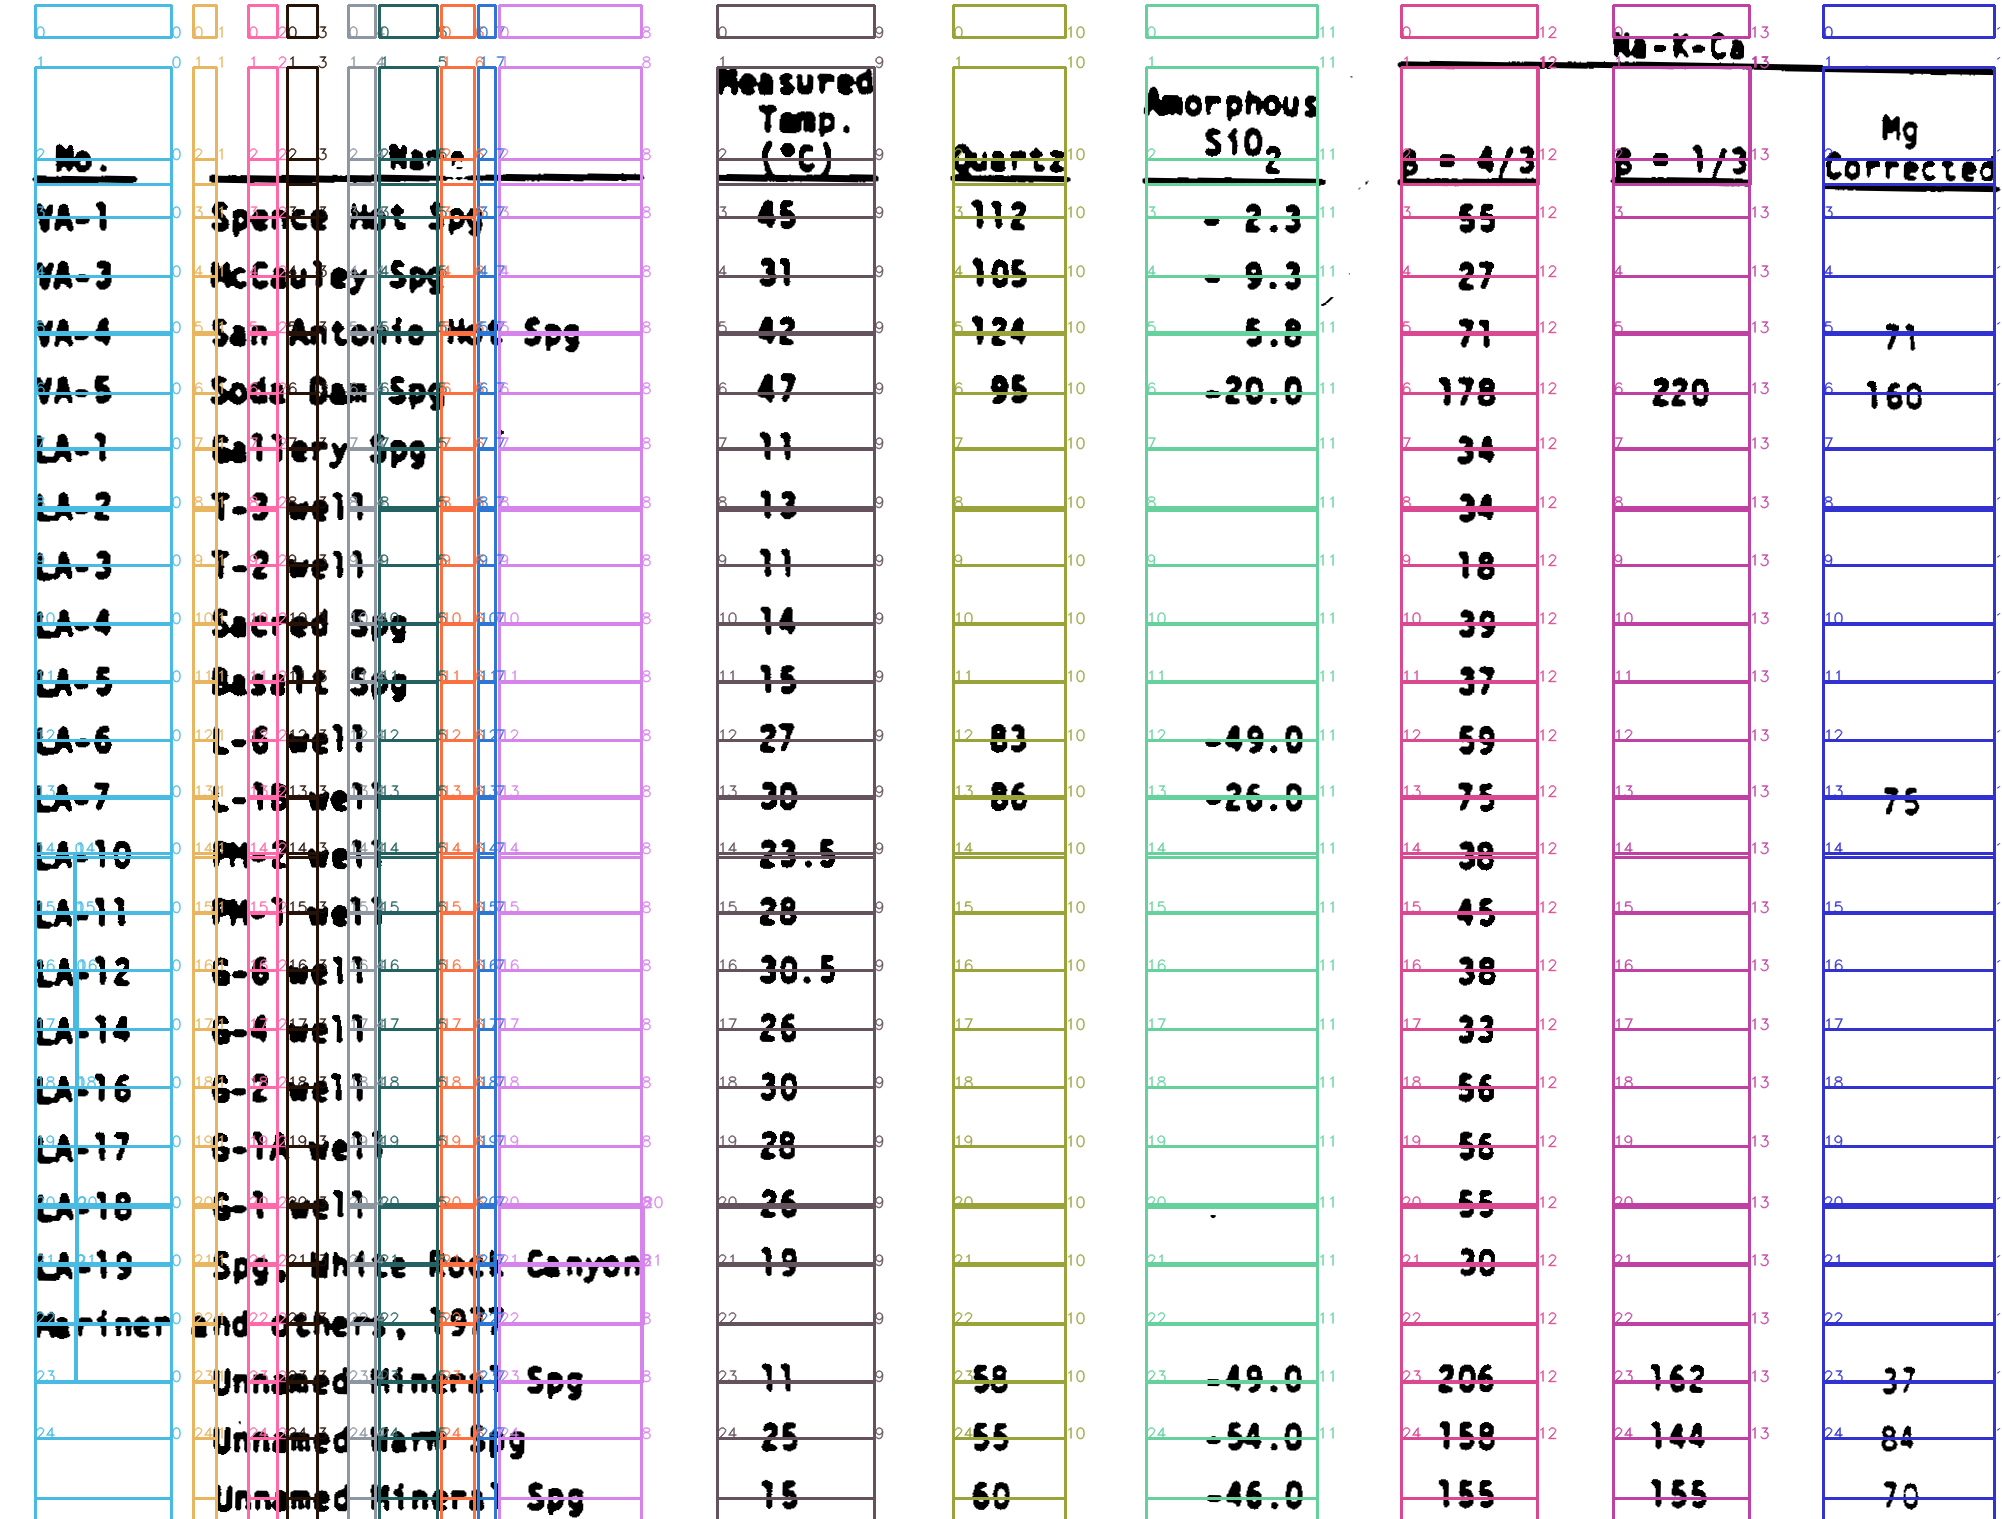 Na-K-Ca
No. Name Measured Temp. (°C) Quartz Amorphous SiO2 β = 4/3 β = 1/3 Mg Corrected
VA-1 Spence Hot Spg 45 112 - 2.3 55
VA-3 McCauley Spg 31 105 - 9.3 27
VA-4 San Antonio Hot Spg 42 124 5.8 71 71
VA-5 Soda Dam Spg 47 95 -20.0 178 220 160
LA-1 Gallery Spg 11 34
LA-2 T-3 well 13 34
LA-3 T-2 well 11 18
LA-4 Sacred Spg 14 39
LA-5 Basalt Spg 15 37
LA-6 L-6 well 27 83 -49.0 59
LA-7 L-1B well 30 86 -26.0 75 75
LA-10 PM-2 well 23.5 38
LA-11 PM-1 well 28 45
LA-12 G-6 well 30.5 38
LA-14 G-4 well 26 33
LA-16 G-2 well 30 56
LA-17 G-1A well 28 56
LA-18 G-1 well 26 55
LA-19 Spg, White Rock Canyon 19 30
Mariner and others, 1977
Unnamed Mineral Spg 11 58 -49.0 206 162 37
Unnamed Warm Spg 25 55 -54.0 158 144 84
Unnamed Mineral Spg 15 60 -46.0 155 155 70